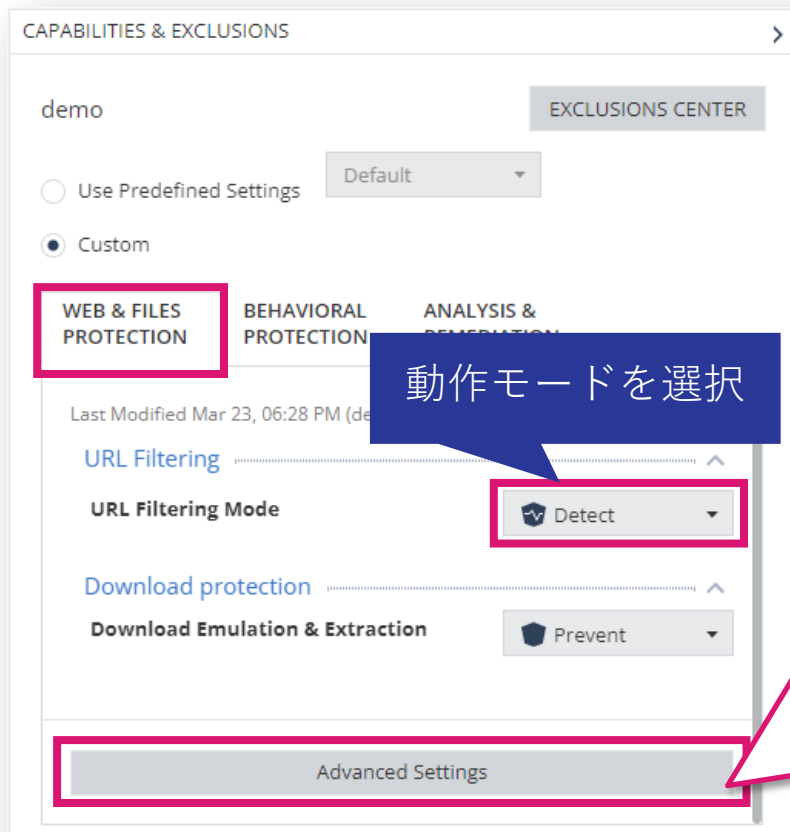 CAPABILITIES & EXCLUSIONS
demo
EXCLUSIONS CENTER
Use Predefined Settings
Default
Custom
WEB & FILES
PROTECTION
BEHAVIORAL
PROTECTION
ANALYSIS &
動作モードを選択
Last Modified Mar 23, 06:28 PM (de
URL Filtering
URL Filtering Mode
Detect
Download protection
Download Emulation & Extraction
Prevent
Advanced Settings